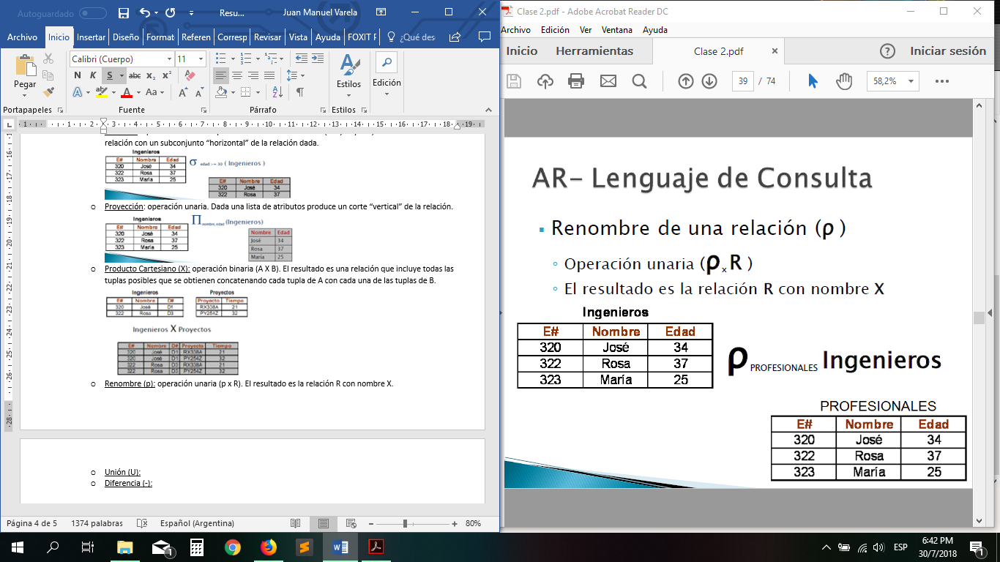 Autoguardado
Resu...
Juan Manuel Varela
Archivo
Inicio
Insertar
Diseño
Format
Referen
Corresp
Revisar
Vista
Ayuda
FOXIT F
¿Qué des
Pegar
Portapapeles
Calibri (Cuerpo)
11
N K S abc x₂ x²
A ab A Aa A A
Fuente
Párrafo
Estilos
Estilos
Edición
relación con un subconjunto “horizontal” de la relación dada.
Ingenieros
E# Nombre Edad
320 José 34
322 Rosa 37
323 María 25
σ edad >= 30 ( Ingenieros )
E# Nombre Edad
320 José 34
322 Rosa 37
o Proyección: operación unaria. Dada una lista de atributos produce un corte “vertical” de la relación.
Ingenieros
E# Nombre Edad
320 José 34
322 Rosa 37
323 María 25
∏ nombre, edad (Ingenieros)
Nombre Edad
José 34
Rosa 37
María 25
o Producto Cartesiano (X): operación binaria (A X B). El resultado es una relación que incluye todas las
tuplas posibles que se obtienen concatenando cada tupla de A con cada una de las tuplas de B.
Ingenieros
E# Nombre D#
320 José D1
322 Rosa D3
Proyectos
Proyecto Tiempo
RX338A 21
PY254Z 32
Ingenieros X Proyectos
E# Nombre D# Proyecto Tiempo
320 José D1 RX338A 21
320 José D1 PY254Z 32
322 Rosa D3 RX338A 21
322 Rosa D3 PY254Z 32
o Renombre (p): operación unaria (p x R). El resultado es la relación R con nombre X.
o Unión (U):
o Diferencia (-):
Página 4 de 5
1374 palabras
Español (Argentina)
80%
Clase 2.pdf - Adobe Acrobat Reader DC
Archivo Edición Ver Ventana Ayuda
Inicio
Herramientas
Clase 2.pdf
Iniciar sesión
39 / 74
58,2%
AR- Lenguaje de Consulta
Renombre de una relación (ρ )
Operación unaria (ρ x R )
El resultado es la relación R con nombre X
Ingenieros
E# Nombre Edad
320 José 34
322 Rosa 37
323 María 25
ρ PROFESIONALES Ingenieros
PROFESIONALES
E# Nombre Edad
320 José 34
322 Rosa 37
323 María 25
ESP
6:42 PM
30/7/2018